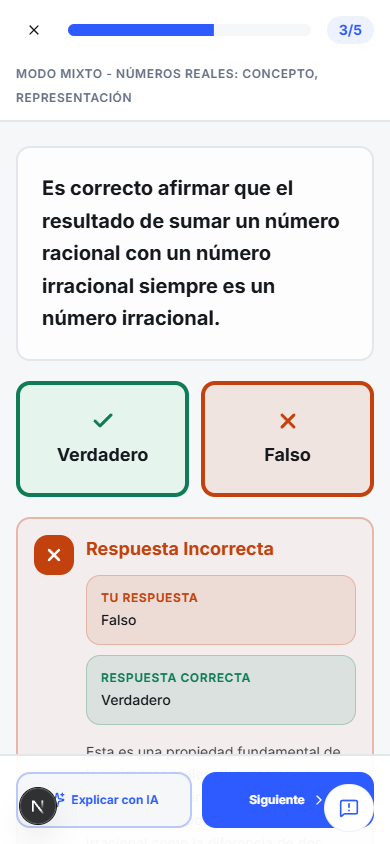 3/5
MODO MIXTO - NÚMEROS REALES: CONCEPTO,
REPRESENTACIÓN
Es correcto afirmar que el
resultado de sumar un número
racional con un número
irracional siempre es un
número irracional.
Verdadero
Falso
Respuesta Incorrecta
TU RESPUESTA
Falso
RESPUESTA CORRECTA
Verdadero
Esta es una propiedad fundamental de
N
Explicar con IA
Siguiente